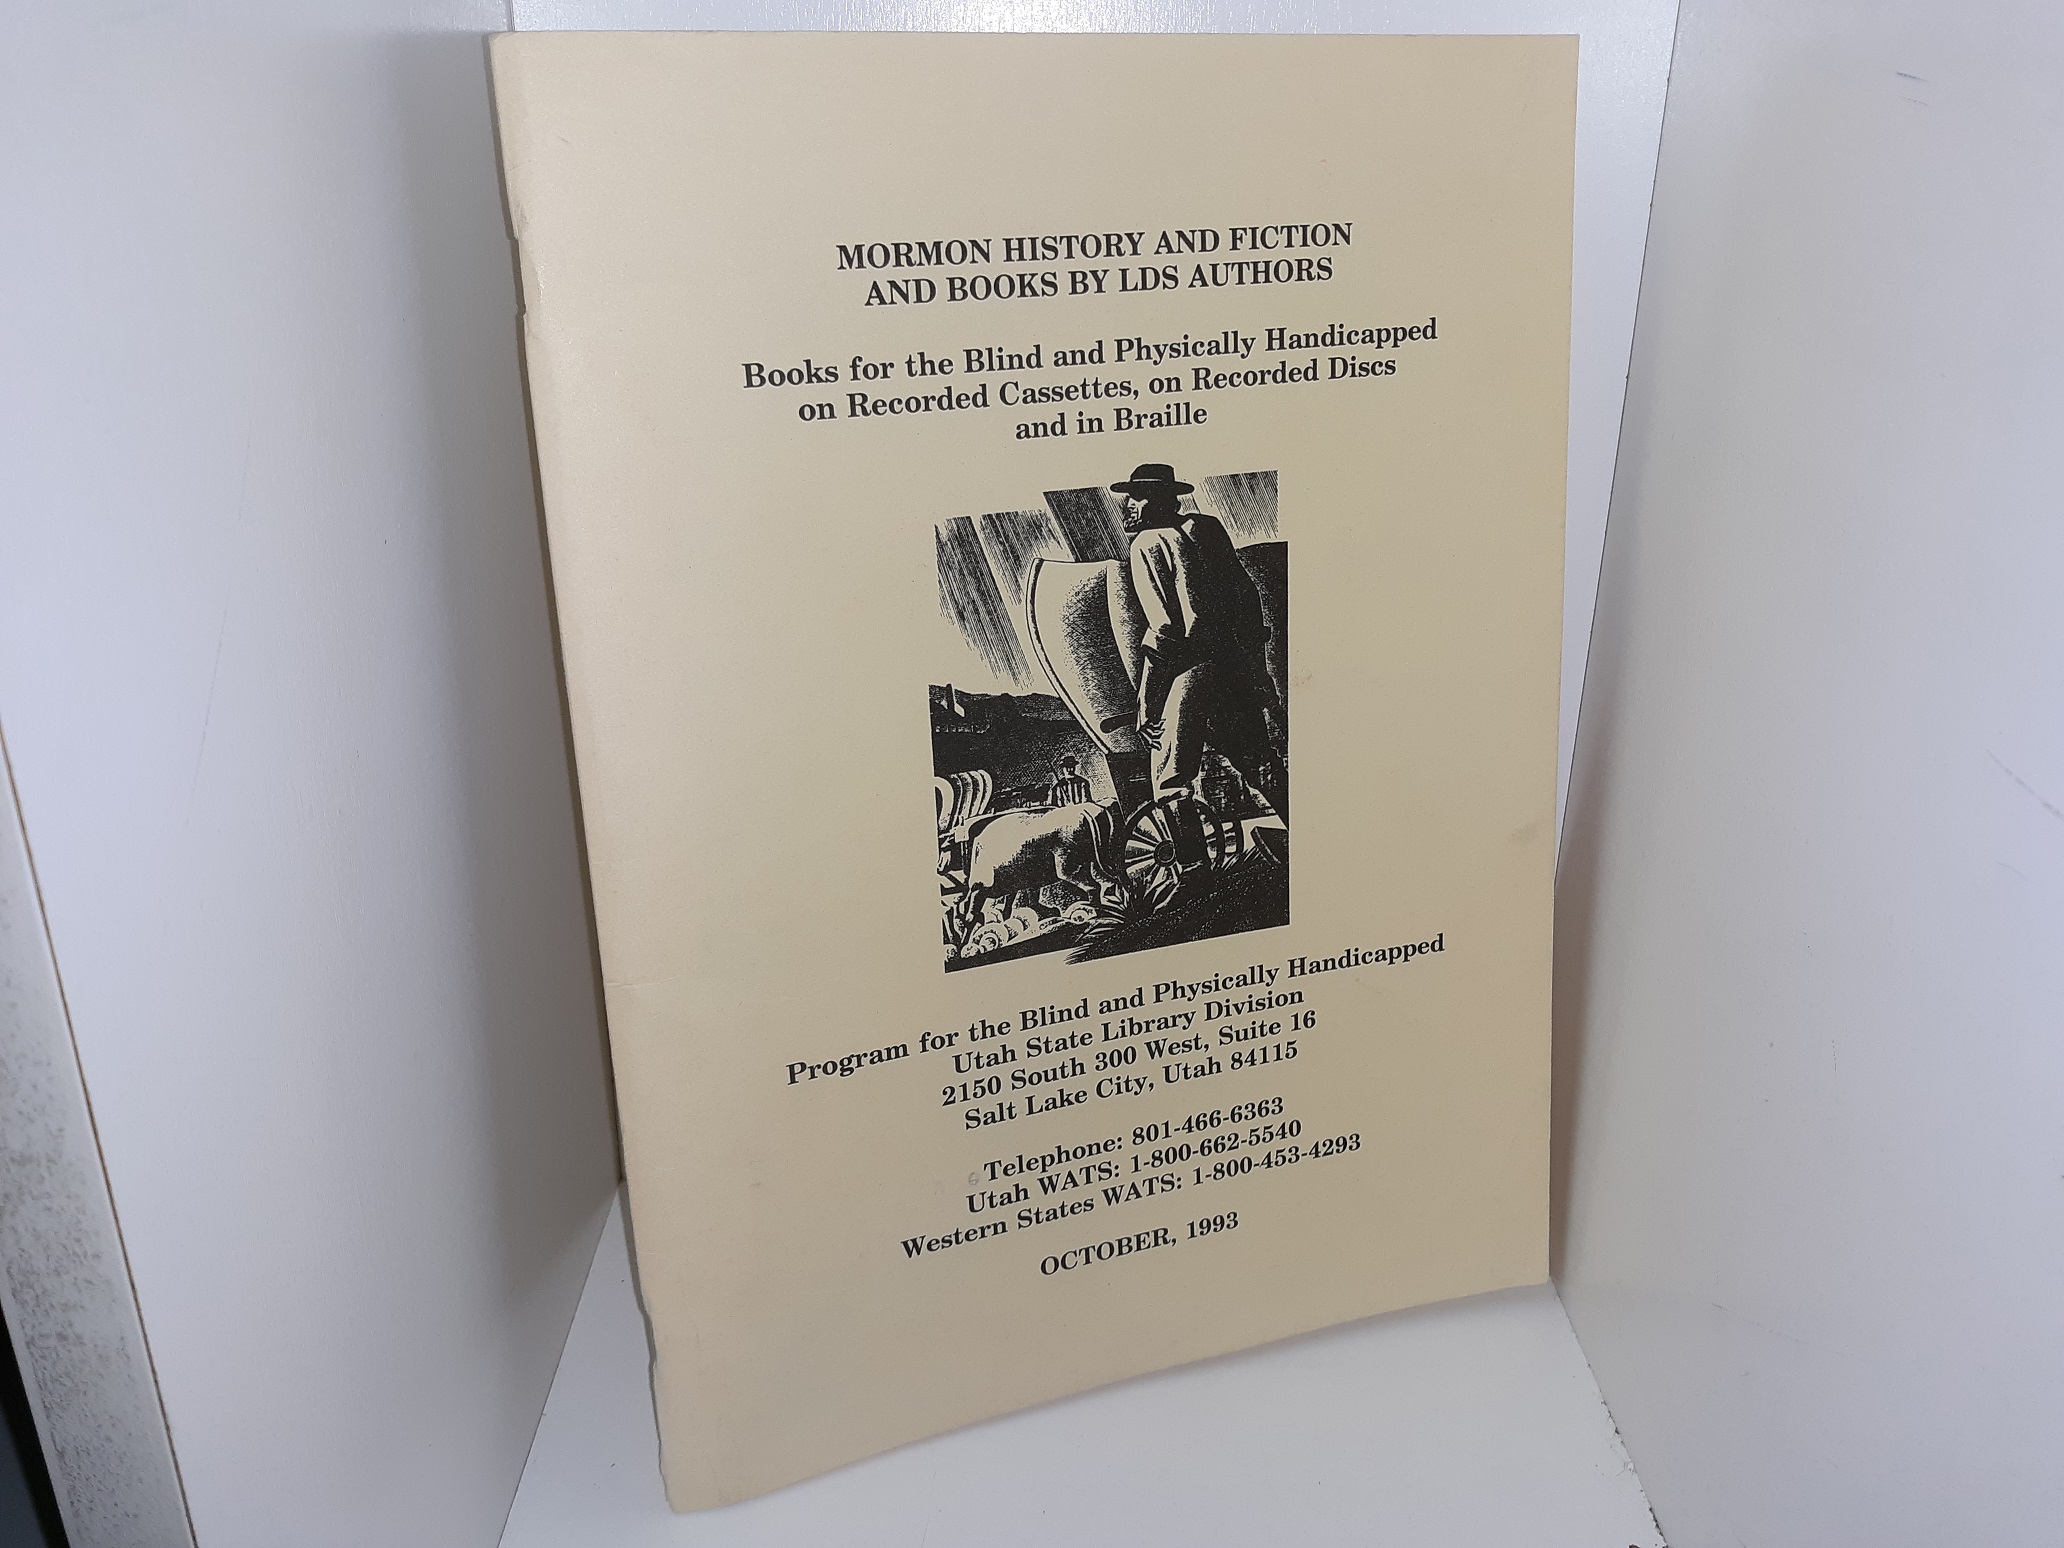 MORMON HISTORY AND FICTION
AND BOOKS BY LDS AUTHORS
Books for the Blind and Physically Handicapped
on Recorded Cassettes, on Recorded Discs
and in Braille
Program for the Blind and Physically Handicapped
Utah State Library Division
2150 South 300 West, Suite 16
Salt Lake City, Utah 84115
Telephone: 801-466-6363
Utah WATS: 1-800-662-5540
Western States WATS: 1-800-453-4293
OCTOBER, 1993